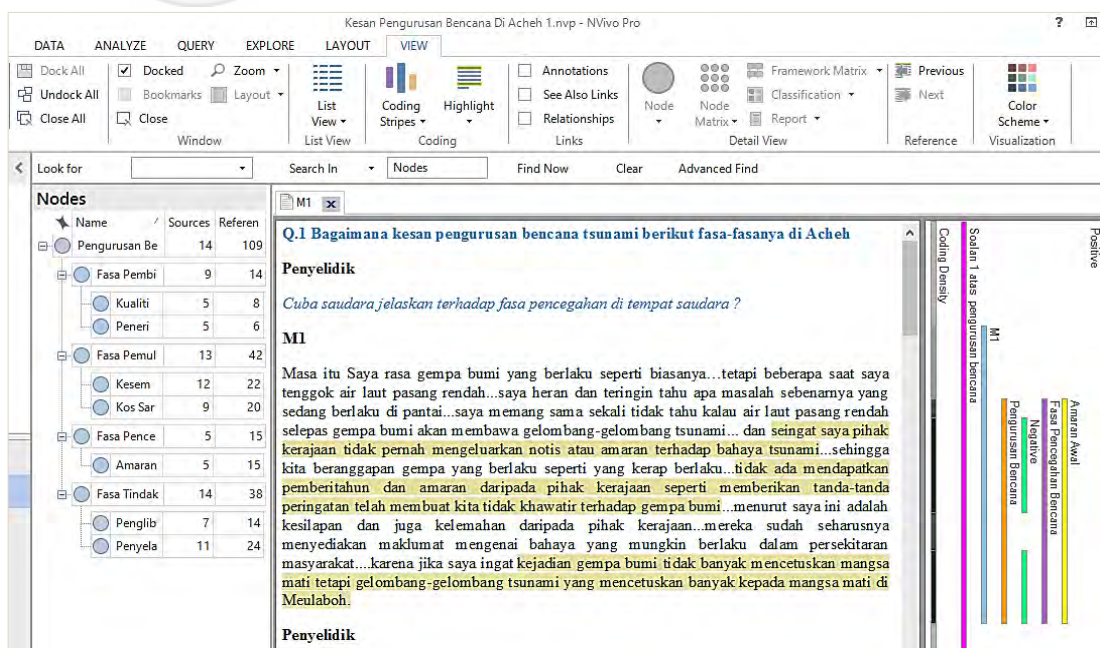 Kesan Pengurusan Bencana Di Acheh 1.nvp - NVivo Pro
?
DATA ANALYZE QUERY EXPLORE LAYOUT VIEW
Dock All Docked Zoom
Undock All Bookmarks Layout
Close All Close
Window
List View
List View
Coding Stripes Highlight
Coding
Annotations
See Also Links
Relationships
Links
Node Node Matrix
Framework Matrix
Classification
Report
Detail View
Previous
Next
Reference
Color Scheme
Visualization
Look for Search In Nodes Find Now Clear Advanced Find
Nodes
Name Sources Referen
Pengurusan Be 14 109
Fasa Pembi 9 14
Kualiti 5 8
Peneri 5 6
Fasa Pemul 13 42
Kesem 12 22
Kos Sar 9 20
Fasa Pence 5 15
Amaran 5 15
Fasa Tindak 14 38
Penglib 7 14
Penyela 11 24
M1 x
Q.1 Bagaimana kesan pengurusan bencana tsunami berikut fasa-fasanya di Acheh
Penyelidik
Cuba saudara jelaskan terhadap fasa pencegahan di tempat saudara ?
M1
Masa itu Saya rasa gempa bumi yang berlaku seperti biasanya...tetapi beberapa saat saya
tenggok air laut pasang rendah...saya heran dan teringin tahu apa masalah sebenarnya yang
sedang berlaku di pantai...saya memang sama sekali tidak tahu kalau air laut pasang rendah
selepas gempa bumi akan membawa gelombang-gelombang tsunami... dan seingat saya pihak
kerajaan tidak pernah mengeluarkan notis atau amaran terhadap bahaya tsunami...sehingga
kita beranggapan gempa yang berlaku seperti yang kerap berlaku...tidak ada mendapatkan
pemberitahun dan amaran daripada pihak kerajaan seperti memberikan tanda-tanda
peringatan telah membuat kita tidak khawatir terhadap gempa bumi...menurut saya ini adalah
kesilapan dan juga kelemahan daripada pihak kerajaan...mereka sudah seharusnya
menyediakan maklumat mengenai bahaya yang mungkin berlaku dalam persekitaran
masyarakat....karena jika saya ingat kejadian gempa bumi tidak banyak mencetuskan mangsa
mati tetapi gelombang-gelombang tsunami yang mencetuskan banyak kepada mangsa mati di
Meulaboh.
Penyelidik
Coding Density
Soalan 1 atas pengurusan bencana
M1
Pengurusan Bencana
Negative
Fasa Pencegahan Bencana
Amaran Awal
Positive